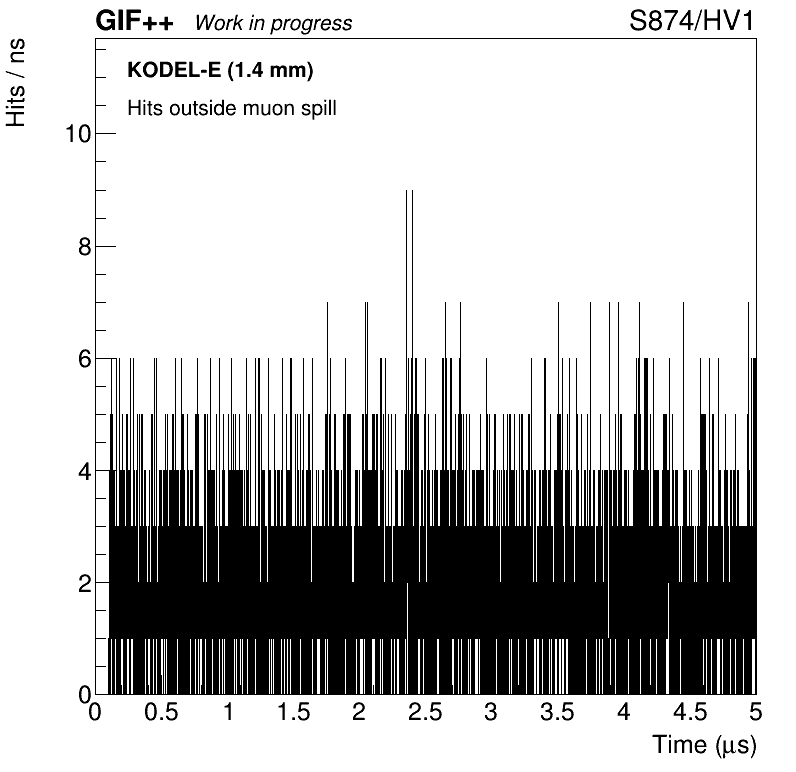 GIF++ Work in progress S874/HV1
Hits / ns
KODEL-E (1.4 mm)
Hits outside muon spill
10
8
6
4
2
0
0 0.5 1 1.5 2 2.5 3 3.5 4 4.5 5
Time (μs)